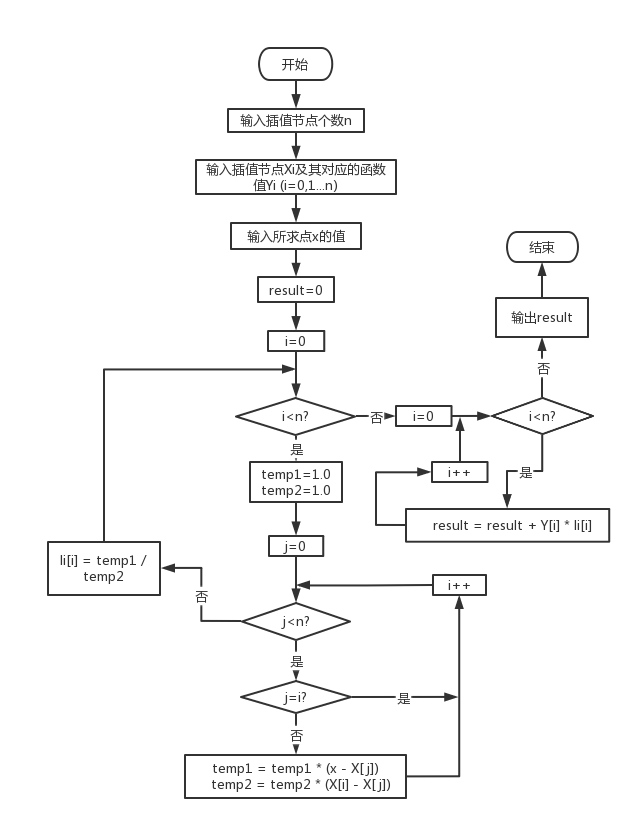 开始
输入插值节点个数n
输入插值节点Xi及其对应的函数
值Yi (i=0,1...n)
输入所求点x的值
result=0
i=0
i<n?
否
i=0
i<n?
否
输出result
结束
是
result = result + Y[i] * li[i]
i++
是
temp1=1.0
temp2=1.0
j=0
j<n?
否
li[i] = temp1 /
temp2
是
j=i?
是
i++
否
temp1 = temp1 * (x - X[j])
temp2 = temp2 * (X[i] - X[j])